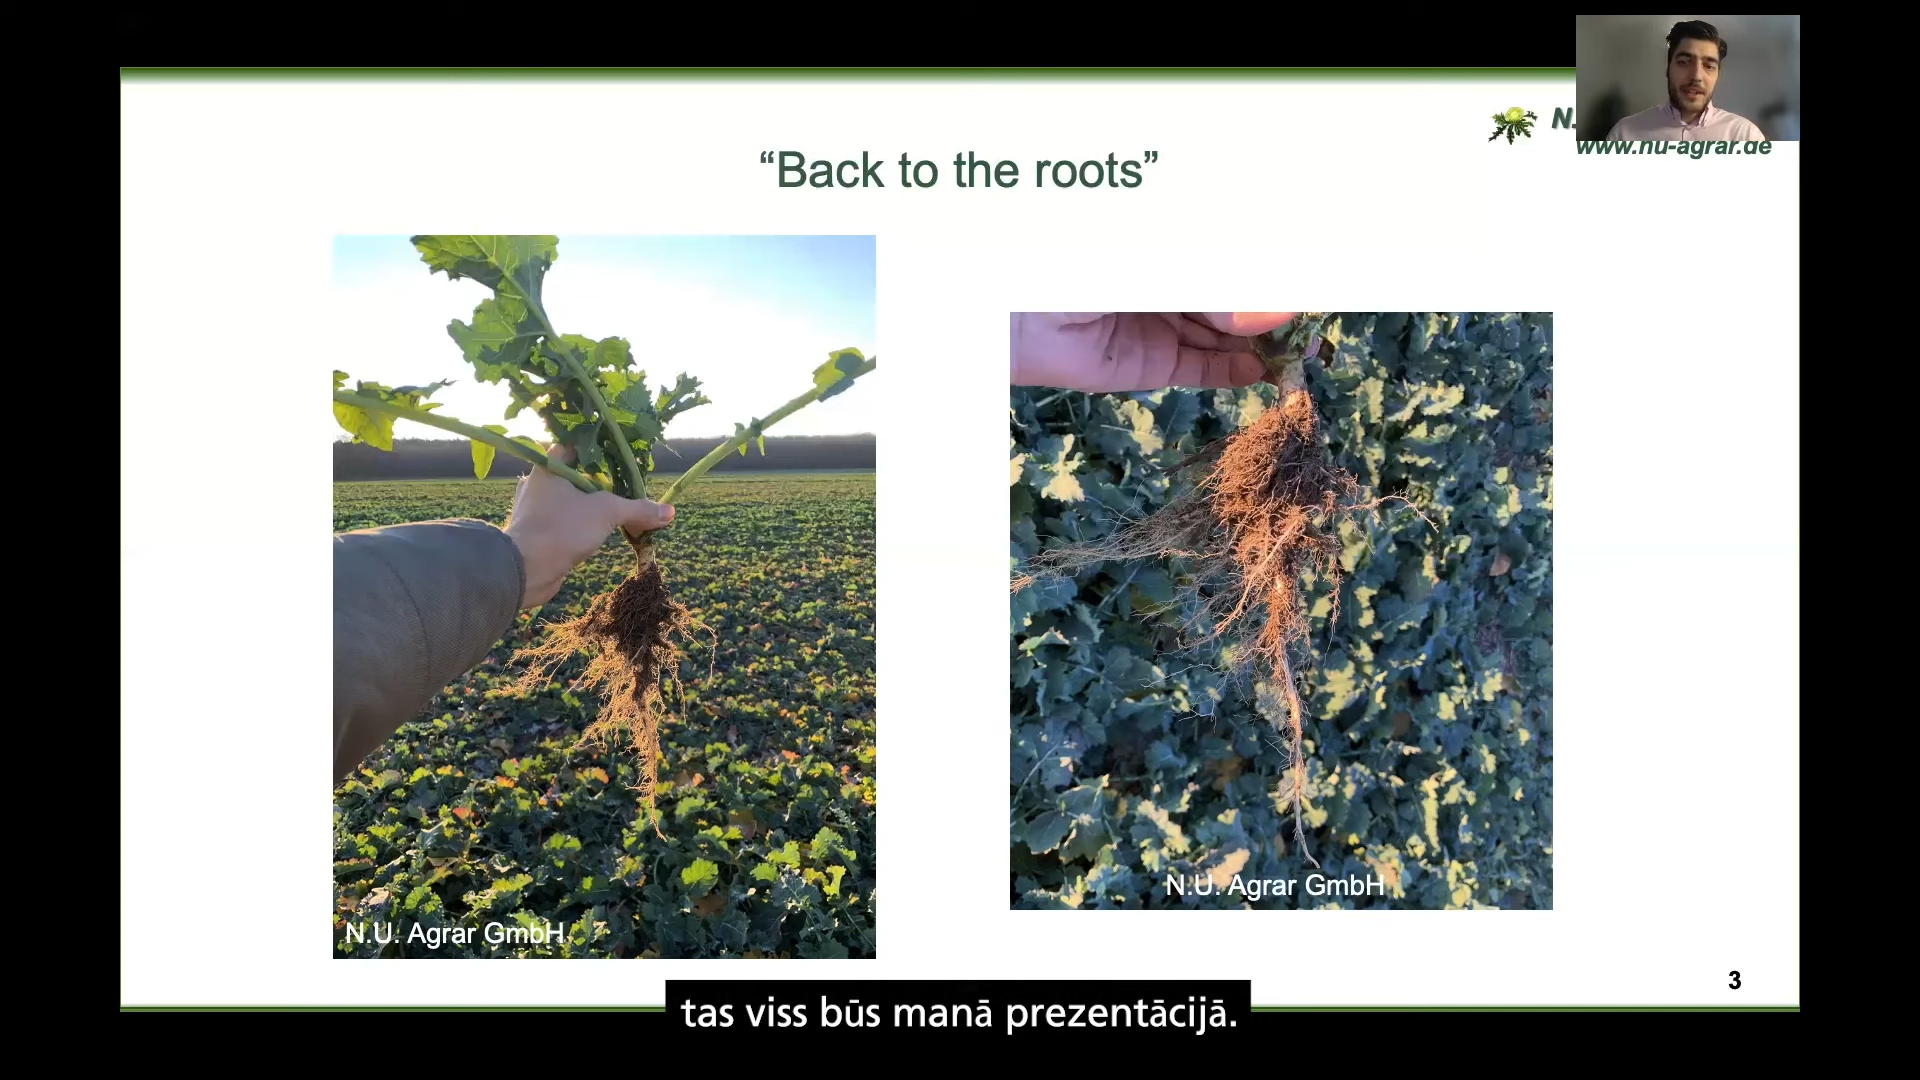 N.
www.nu-agrar.de
“Back to the roots”
N.U. Agrar GmbH
N.U. Agrar GmbH
3
tas viss būs manā prezentācijā.